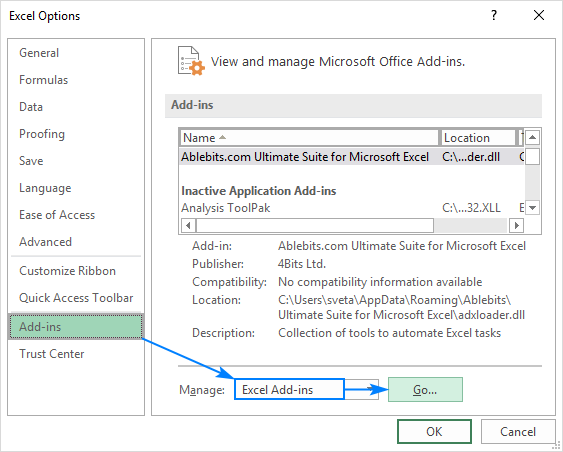 Excel Options
?
General
Formulas
Data
Proofing
Save
Language
Ease of Access
Advanced
Customize Ribbon
Quick Access Toolbar
Add-ins
Trust Center
View and manage Microsoft Office Add-ins.
Add-ins
Name Location
Ablebits.com Ultimate Suite for Microsoft Excel C:\...der.dll
Inactive Application Add-ins
Analysis ToolPak C:\...32.XLL
Add-in: Ablebits.com Ultimate Suite for Microsoft Excel
Publisher: 4Bits Ltd.
Compatibility: No compatibility information available
Location: C:\Users\sveta\AppData\Roaming\Ablebits\
Ultimate Suite for Microsoft Excel\adxloader.dll
Description: Collection of tools to automate Excel tasks
Manage: Excel Add-ins Go...
OK Cancel